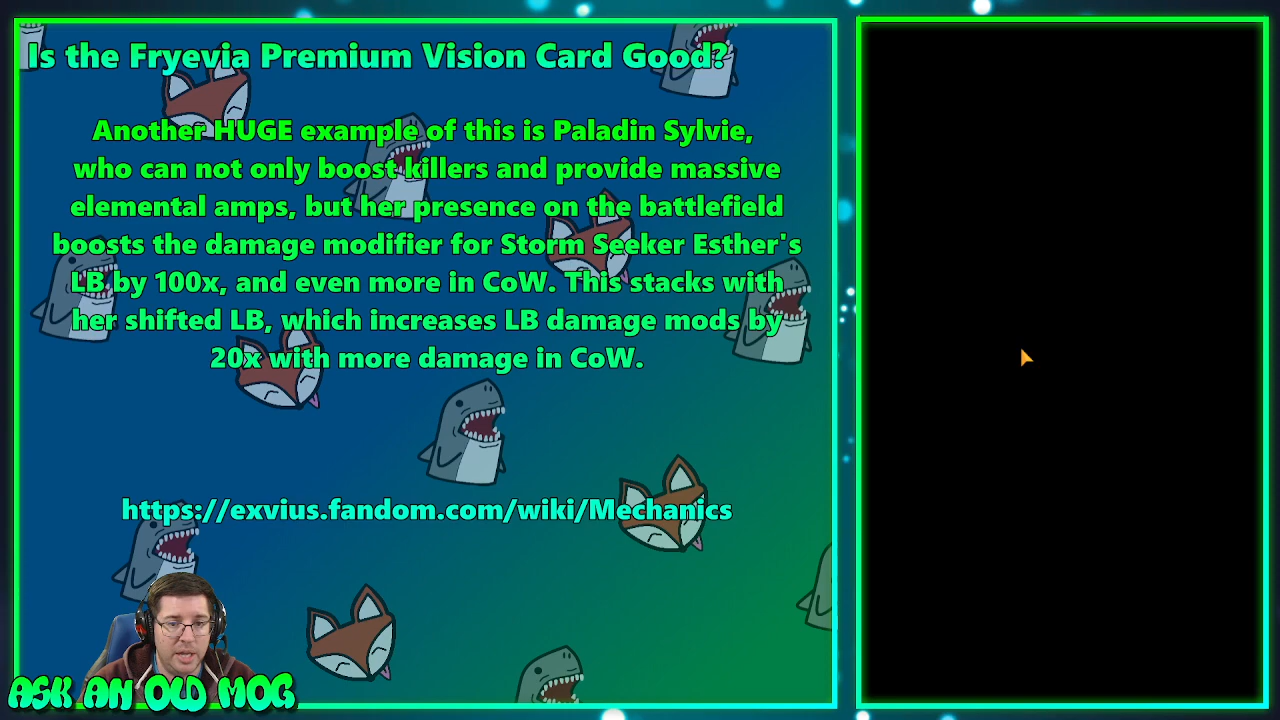 Is the Fryevia Premium Vision Card Good?
Another HUGE example of this is Paladin Sylvie,
who can not only boost killers and provide massive
elemental amps, but her presence on the battlefield
boosts the damage modifier for Storm Seeker Esther's
LB by 100x, and even more in CoW. This stacks with
her shifted LB, which increases LB damage mods by
20x with more damage in CoW.
https://exvius.fandom.com/wiki/Mechanics
ASK AN OLD MOG